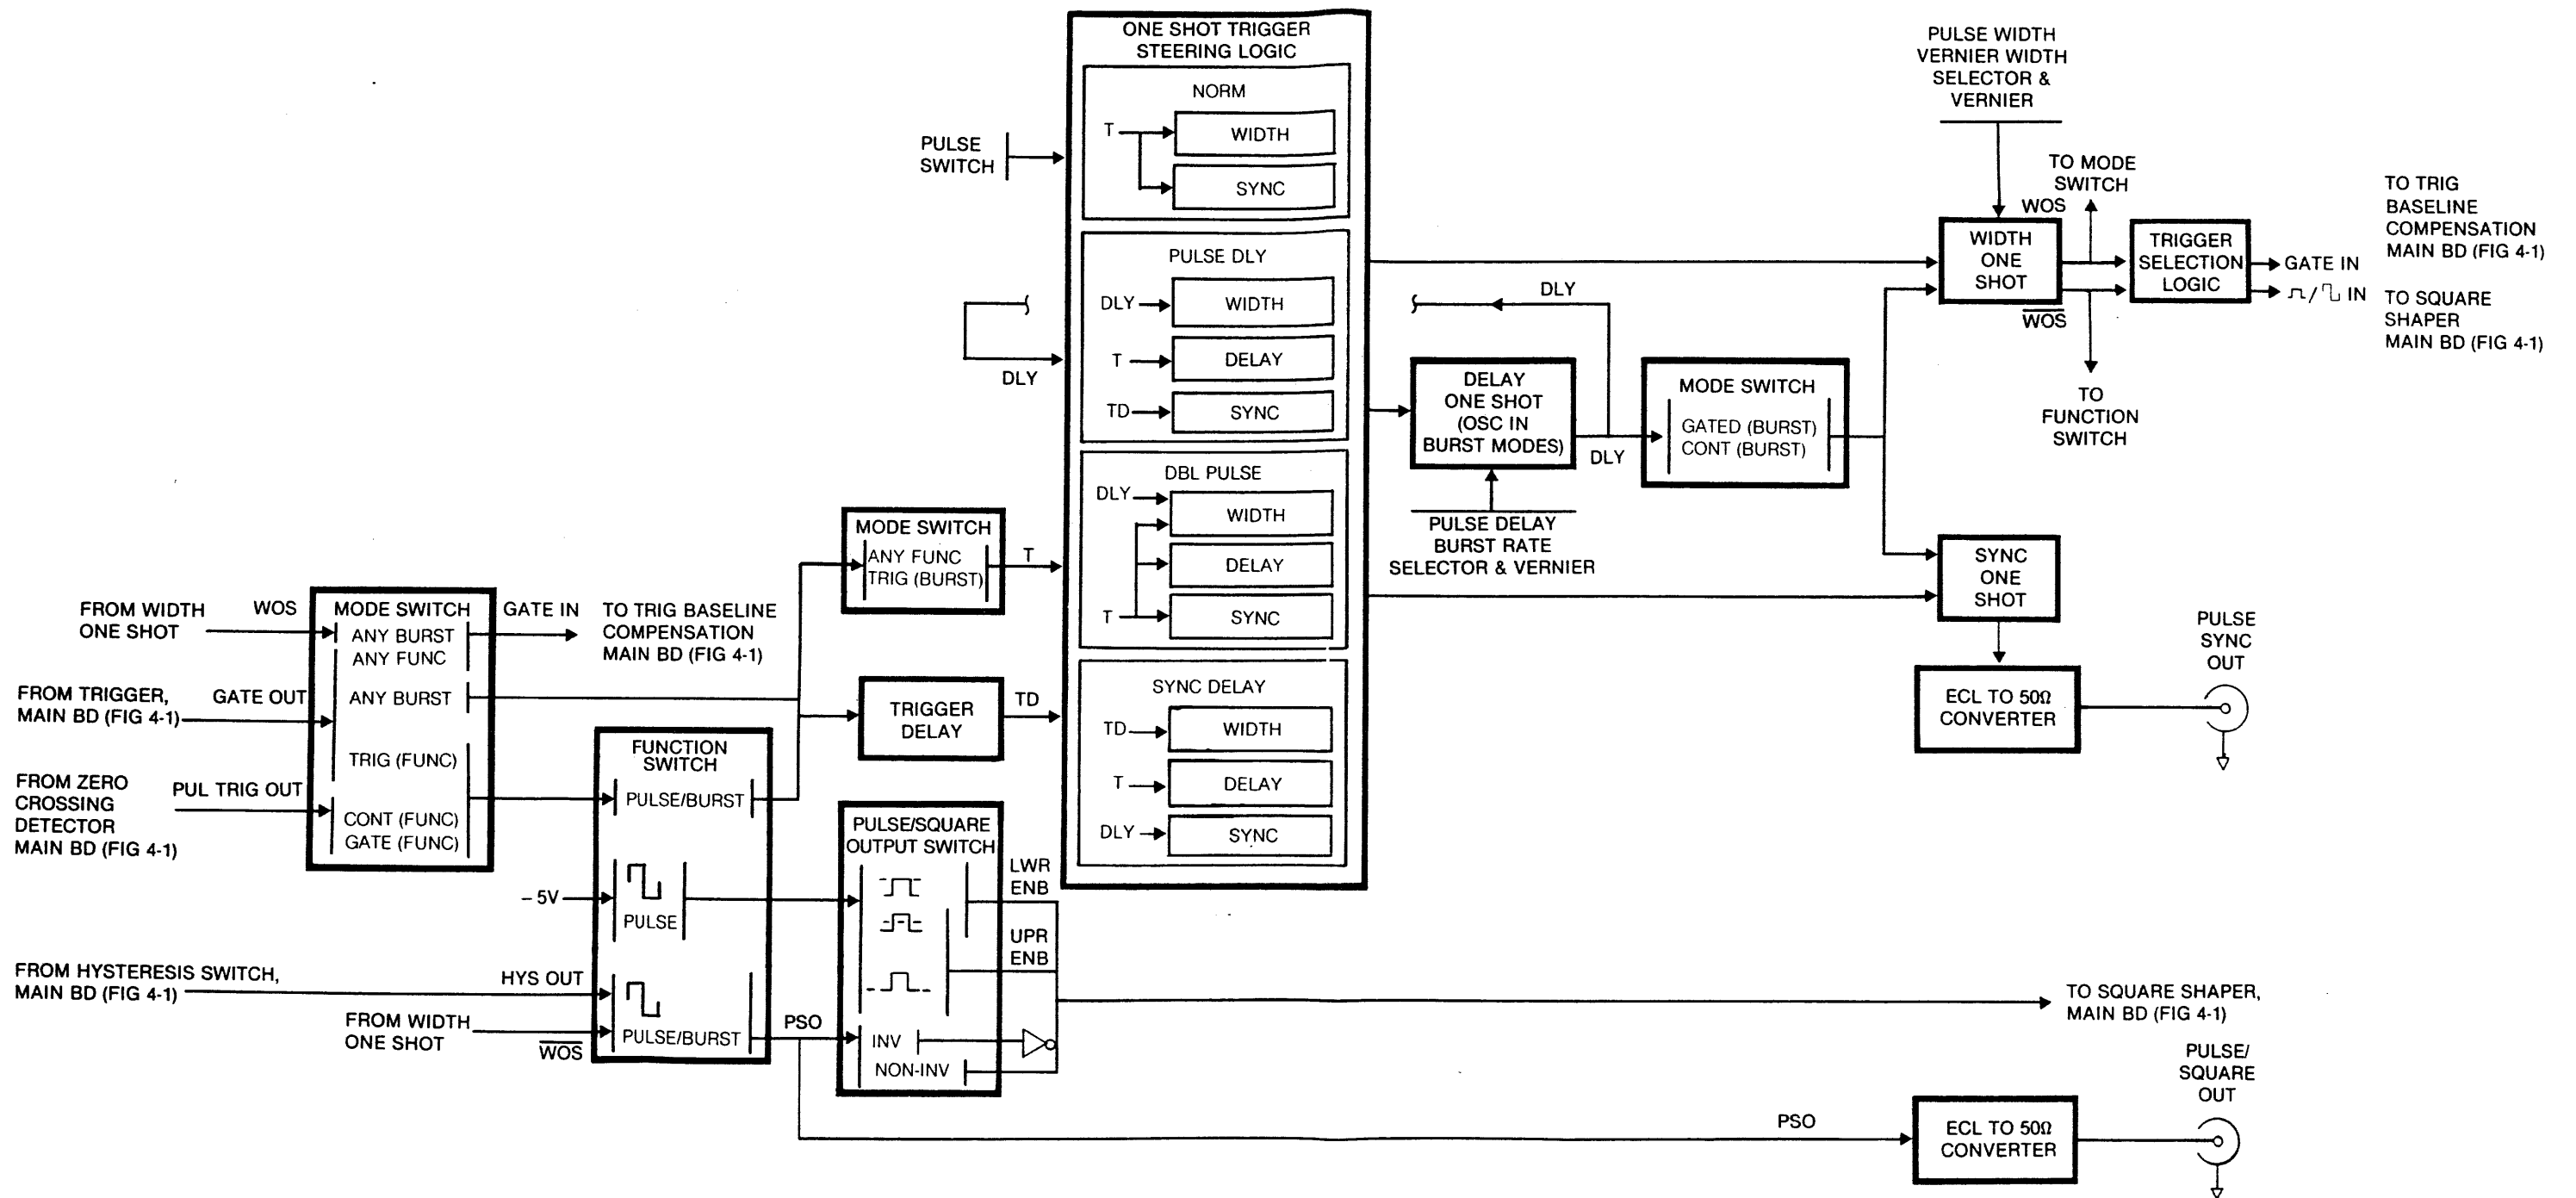 ONE SHOT TRIGGER
STEERING LOGIC
NORM
T
WIDTH
SYNC
PULSE DLY
DLY
WIDTH
T
DELAY
TD
SYNC
DBL PULSE
DLY
WIDTH
DELAY
T
SYNC
SYNC DELAY
TD
WIDTH
T
DELAY
DLY
SYNC
PULSE
SWITCH
DLY
PULSE WIDTH
VERNIER WIDTH
SELECTOR &
VERNIER
TO MODE
SWITCH
WOS
WIDTH
ONE
SHOT
WOS
TO
FUNCTION
SWITCH
TRIGGER
SELECTION
LOGIC
GATE IN
/ IN
TO TRIG
BASELINE
COMPENSATION
MAIN BD (FIG 4-1)
TO SQUARE
SHAPER
MAIN BD (FIG 4-1)
DLY
DELAY
ONE SHOT
(OSC IN
BURST MODES)
DLY
PULSE DELAY
BURST RATE
SELECTOR & VERNIER
MODE SWITCH
GATED (BURST)
CONT (BURST)
SYNC
ONE
SHOT
ECL TO 50Ω
CONVERTER
PULSE
SYNC
OUT
MODE SWITCH
ANY FUNC
TRIG (BURST)
T
TRIGGER
DELAY
TD
FROM WIDTH
ONE SHOT
WOS
FROM TRIGGER,
MAIN BD (FIG 4-1)
GATE OUT
FROM ZERO
CROSSING
DETECTOR
MAIN BD (FIG 4-1)
PUL TRIG OUT
MODE SWITCH
ANY BURST
ANY FUNC
ANY BURST
TRIG (FUNC)
CONT (FUNC)
GATE (FUNC)
GATE IN
TO TRIG BASELINE
COMPENSATION
MAIN BD (FIG 4-1)
FUNCTION
SWITCH
PULSE/BURST
– 5V
PULSE
FROM HYSTERESIS SWITCH,
MAIN BD (FIG 4-1)
HYS OUT
FROM WIDTH
ONE SHOT
WOS
PULSE/BURST
PSO
PULSE/SQUARE
OUTPUT SWITCH
INV
NON-INV
LWR
ENB
UPR
ENB
TO SQUARE SHAPER,
MAIN BD (FIG 4-1)
PSO
ECL TO 50Ω
CONVERTER
PULSE/
SQUARE
OUT